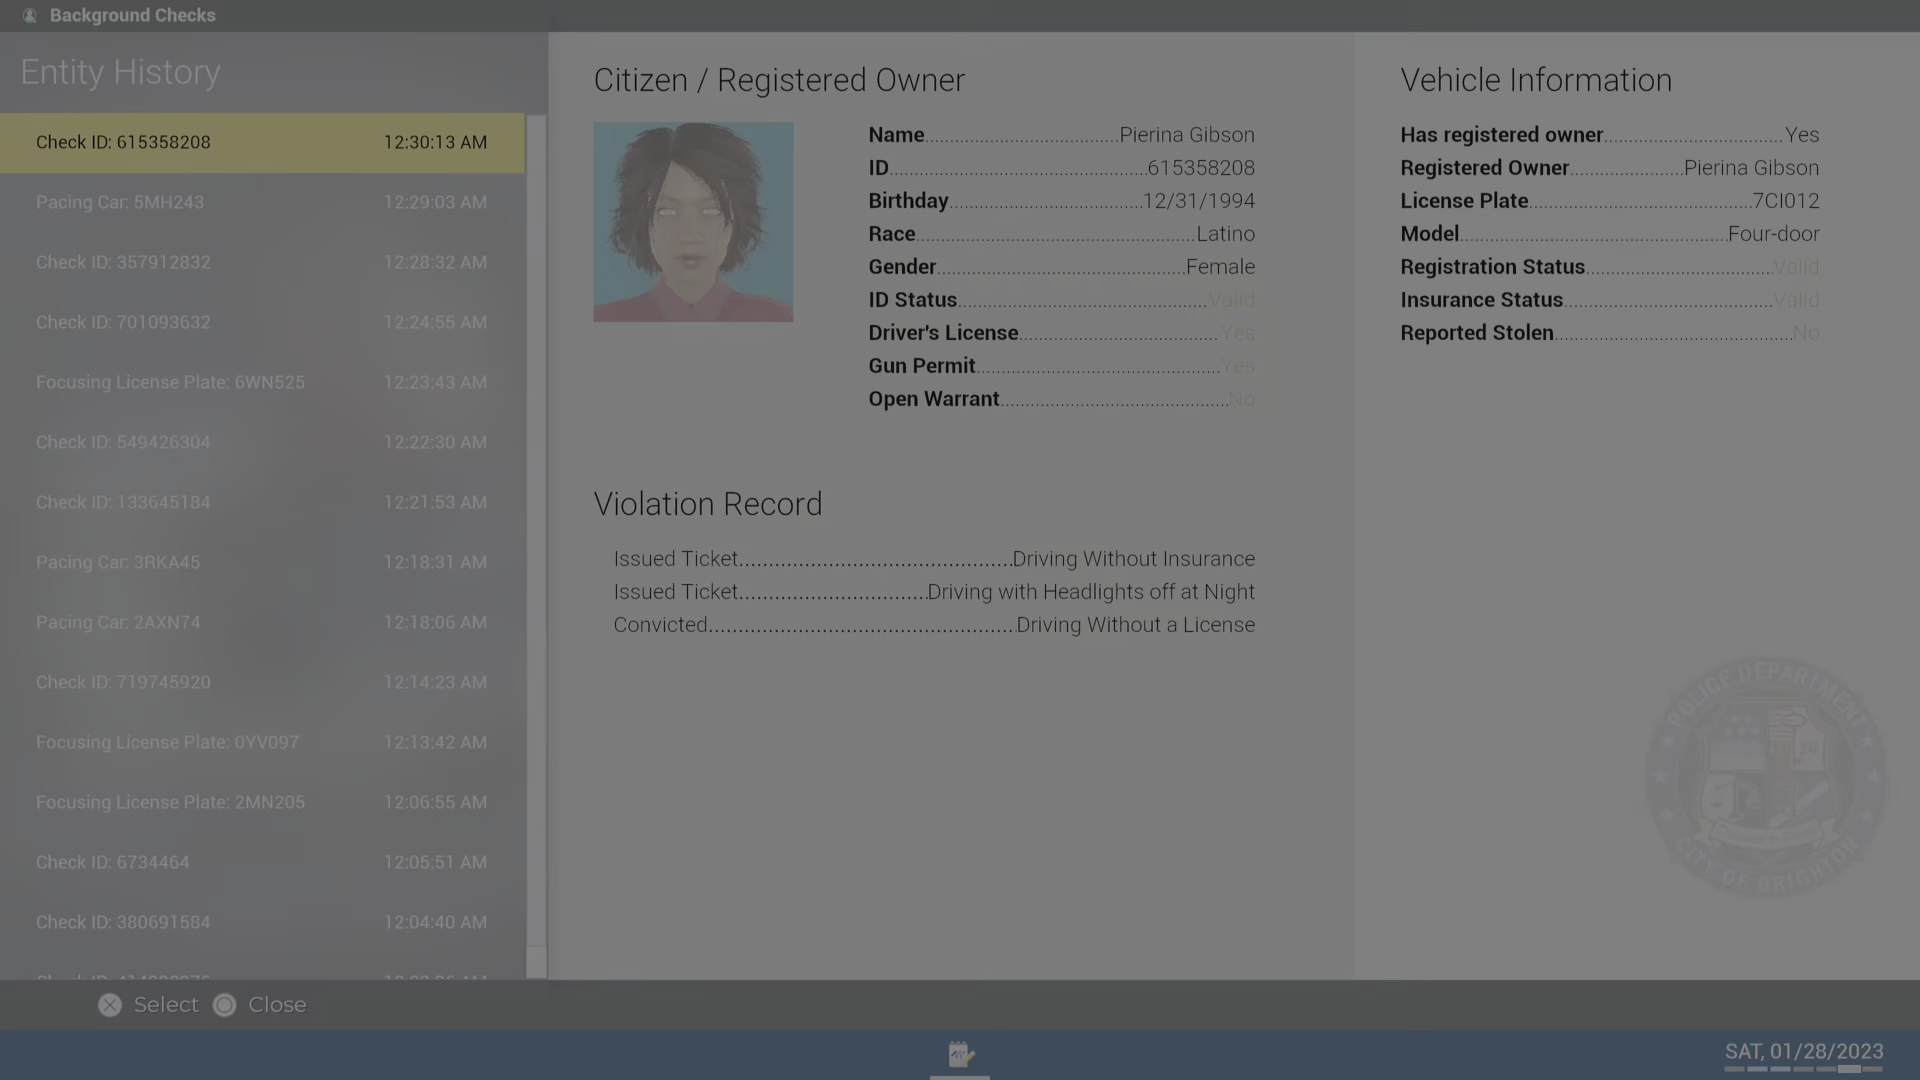 Background Checks
Entity History
Check ID: 615358208 12:30:13 AM
Pacing Car: 5MH243 12:29:03 AM
Check ID: 357912832 12:28:32 AM
Check ID: 701093632 12:24:55 AM
Focusing License Plate: 6WN525 12:23:43 AM
Check ID: 549426304 12:22:30 AM
Check ID: 133645184 12:21:53 AM
Pacing Car: 3RKA45 12:18:31 AM
Pacing Car: 2AXN74 12:18:06 AM
Check ID: 719745920 12:14:23 AM
Focusing License Plate: 0YV097 12:13:42 AM
Focusing License Plate: 2MN205 12:06:55 AM
Check ID: 6734464 12:05:51 AM
Check ID: 380691584 12:04:40 AM
Citizen / Registered Owner
Name Pierina Gibson
ID 615358208
Birthday 12/31/1994
Race Latino
Gender Female
ID Status Valid
Driver's License Yes
Gun Permit Yes
Open Warrant No
Violation Record
Issued Ticket Driving Without Insurance
Issued Ticket Driving with Headlights off at Night
Convicted Driving Without a License
Vehicle Information
Has registered owner Yes
Registered Owner Pierina Gibson
License Plate 7CI012
Model Four-door
Registration Status Valid
Insurance Status Valid
Reported Stolen No
POLICE DEPARTMENT
CITY OF BRIGHTON
Select Close
SAT, 01/28/2023